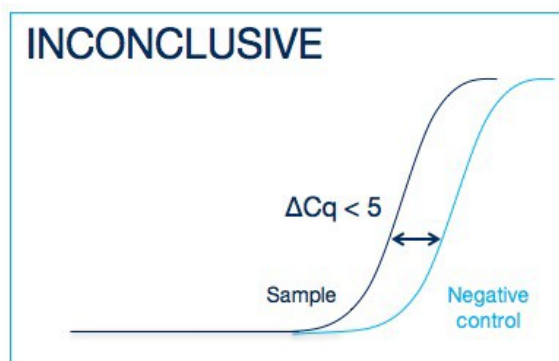 INCONCLUSIVE
ΔCq < 5
Sample
Negative
control